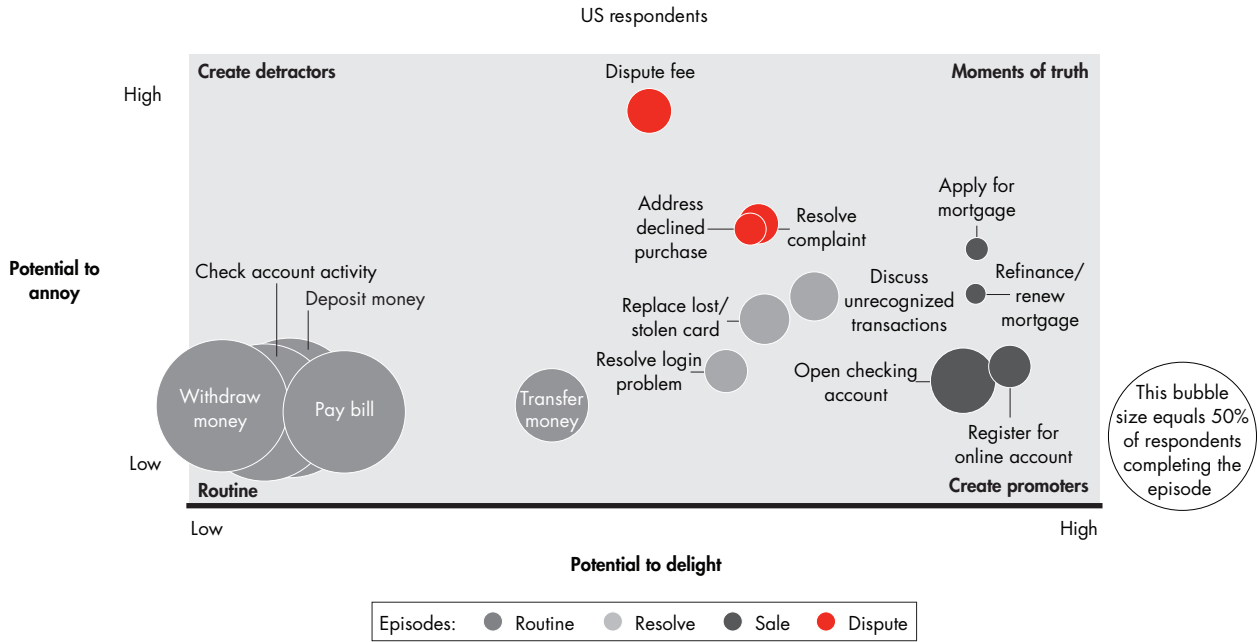 US respondents
Create detractors
Dispute fee
Moments of truth
High
Apply for
mortgage
Address
declined
purchase
Resolve
complaint
Potential to
annoy
Check account activity
Deposit money
Discuss
unrecognized
transactions
Refinance/
renew
mortgage
Replace lost/
stolen card
Resolve login
problem
Open checking
account
Withdraw
money
Pay bill
Transfer
money
This bubble
size equals 50%
of respondents
completing the
episode
Register for
online account
Low
Routine
Create promoters
Low
High
Potential to delight
Episodes:
Routine
Resolve
Sale
Dispute